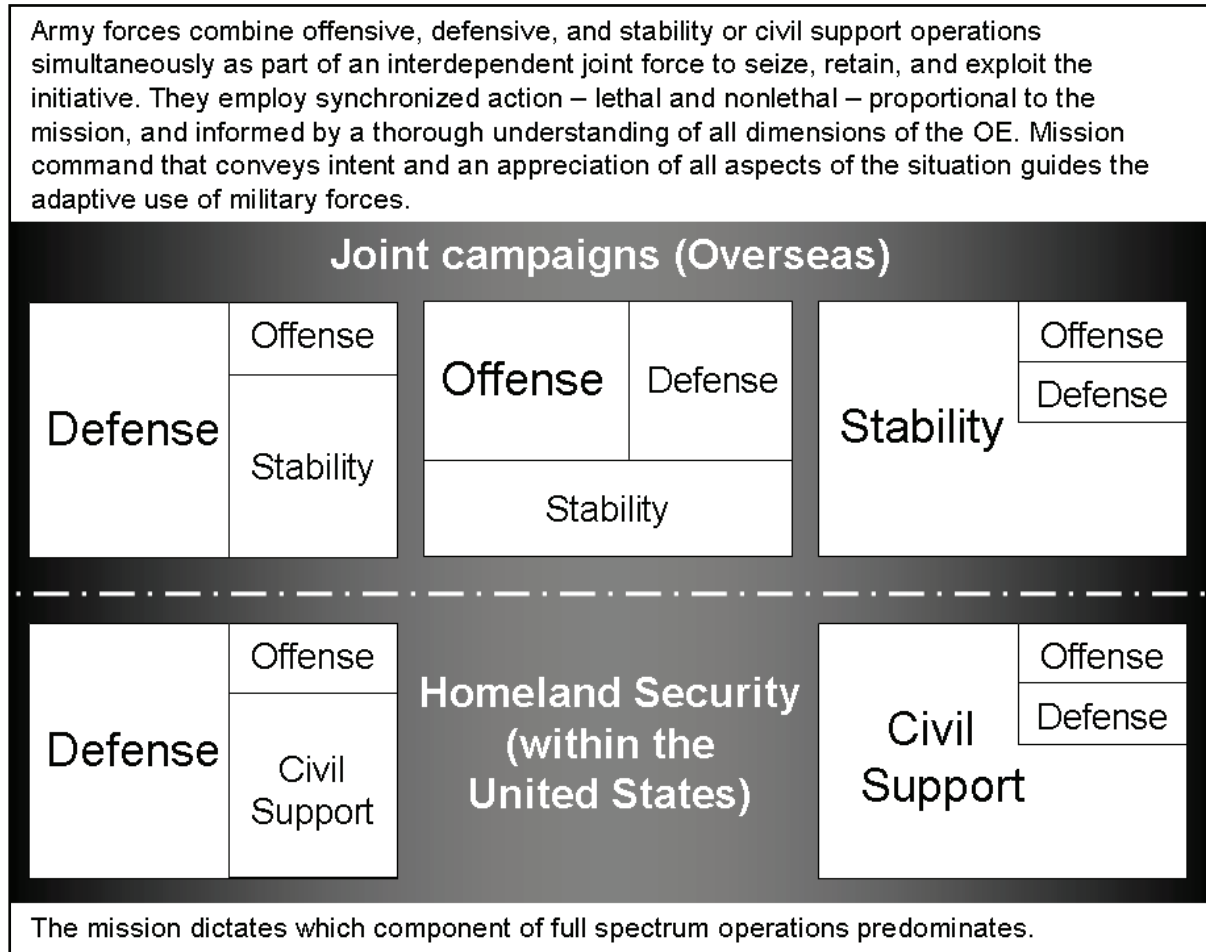 Army forces combine offensive, defensive, and stability or civil support operations
simultaneously as part of an interdependent joint force to seize, retain, and exploit the
initiative. They employ synchronized action – lethal and nonlethal – proportional to the
mission, and informed by a thorough understanding of all dimensions of the OE. Mission
command that conveys intent and an appreciation of all aspects of the situation guides the
adaptive use of military forces.
Joint campaigns (Overseas)
Defense
Offense
Stability
Offense
Defense
Stability
Stability
Offense
Defense
Defense
Offense
Civil
Support
Homeland Security
(within the
United States)
Civil
Support
Offense
Defense
The mission dictates which component of full spectrum operations predominates.